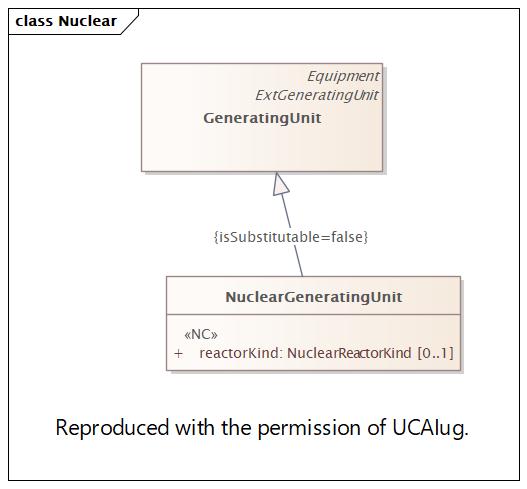 class Nuclear
Equipment
ExtGeneratingUnit
GeneratingUnit
{isSubstitutable=false}
NuclearGeneratingUnit
«NC»
+ reactorKind: NuclearReactorKind [0..1]
Reproduced with the permission of UCAIug.